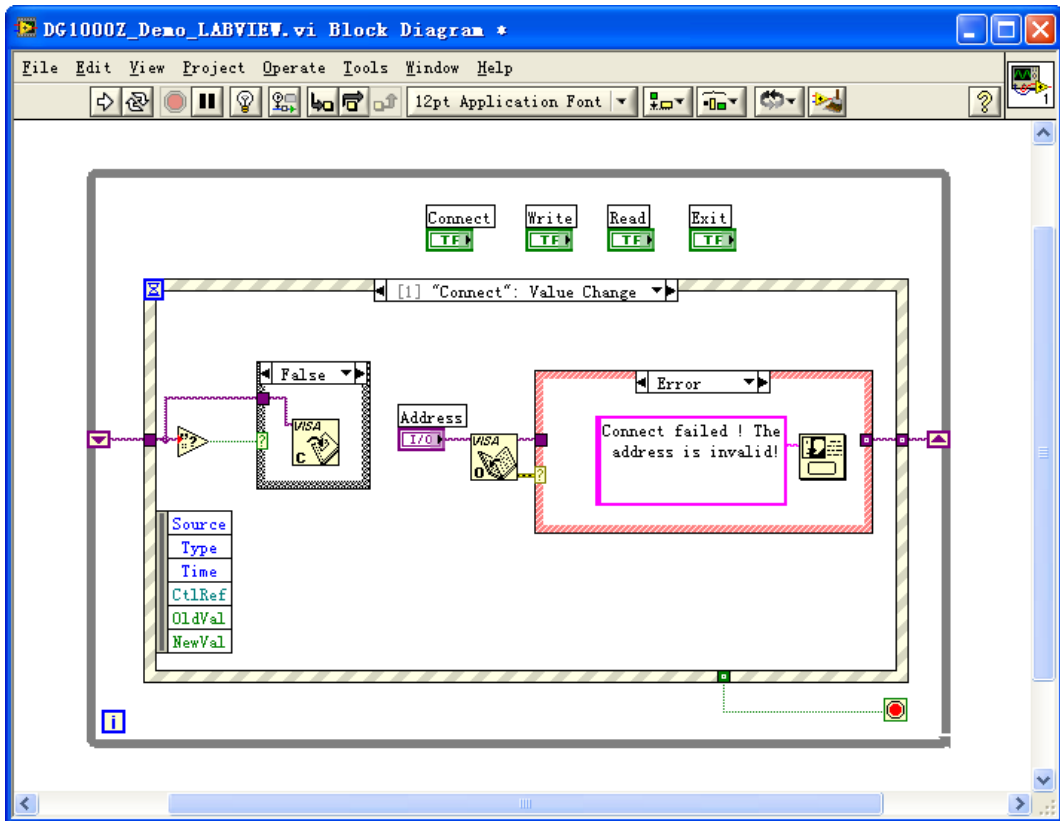 DG1000Z_Demo_LABVIEW.vi Block Diagram *
File Edit View Project Operate Tools Window Help
12pt Application Font
1
Connect Write Read Exit
TF TF TF TF
[1] "Connect": Value Change
False
Error
Address
I/O
VISA
C
VISA
O
Connect failed ! The
address is invalid!
?
?
?
Source
Type
Time
CtlRef
OldVal
NewVal
i